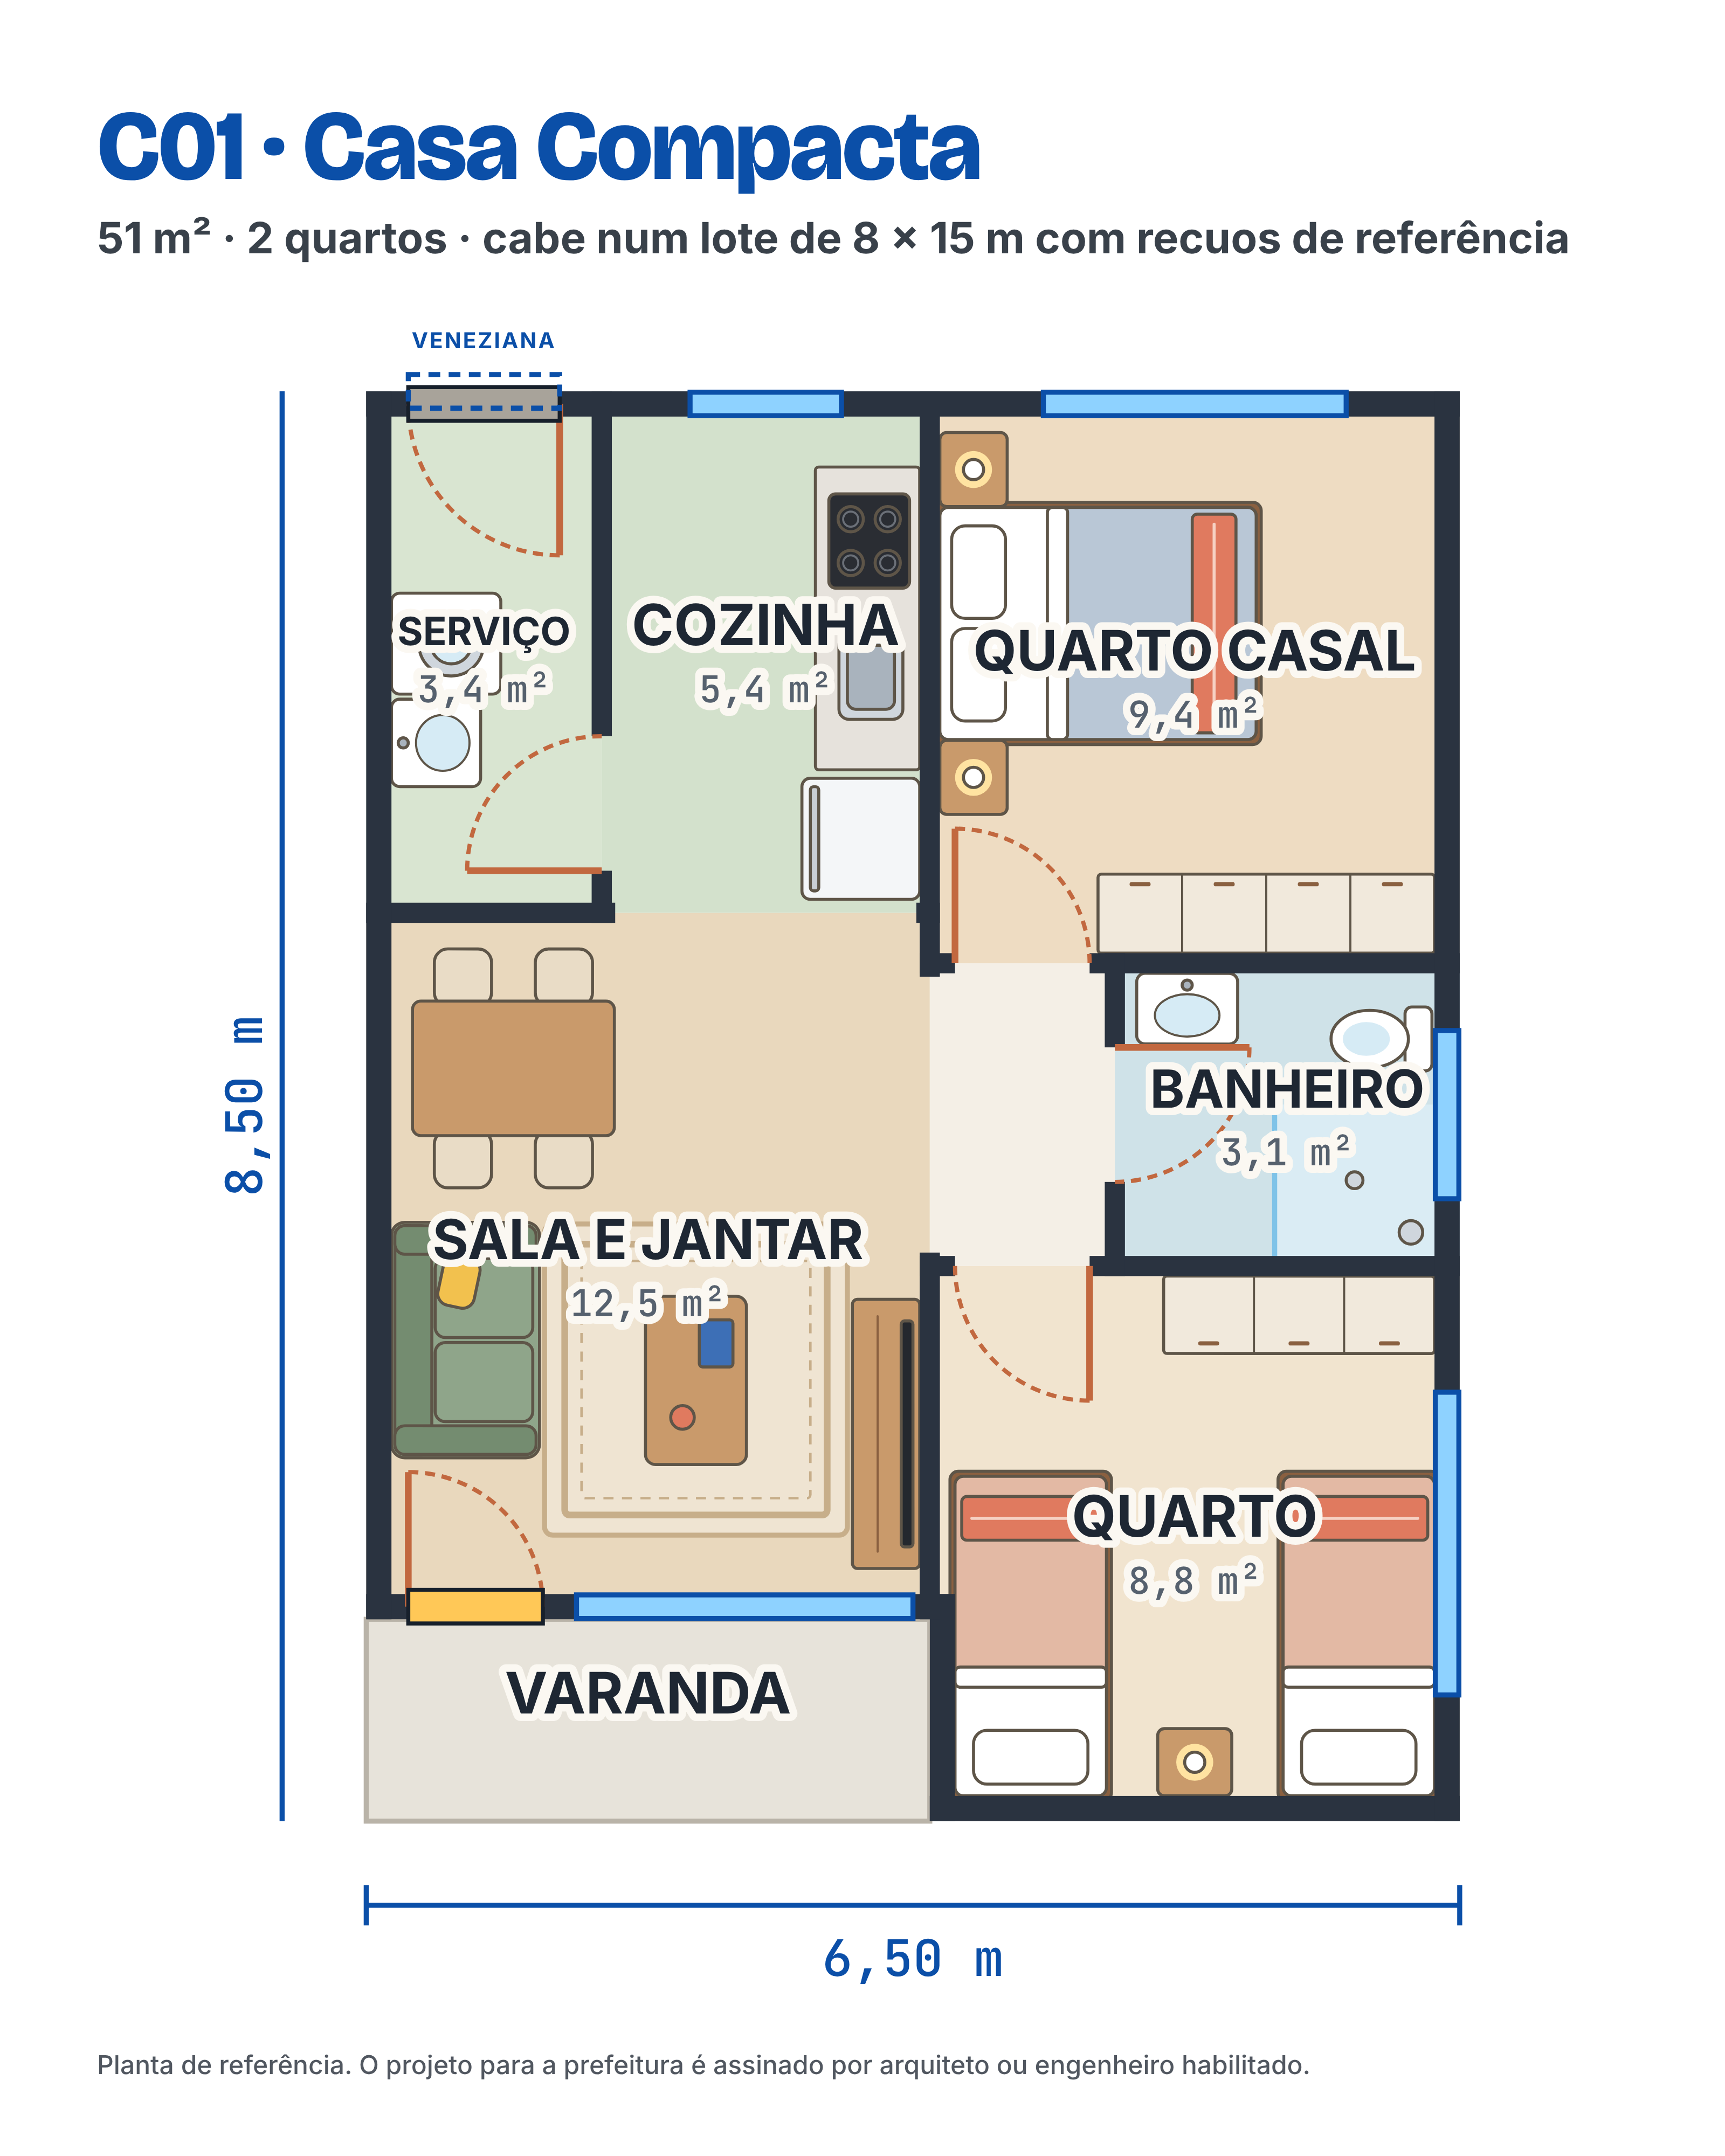 C01 · Casa Compacta
51 m² · 2 quartos · cabe num lote de 8 × 15 m com recuos de referência
VENEZIANA
SERVIÇO
3,4 m²
COZINHA
5,4 m²
QUARTO CASAL
9,4 m²
BANHEIRO
3,1 m²
8,50 m
SALA E JANTAR
12,5 m²
QUARTO
8,8 m²
VARANDA
6,50 m
Planta de referência. O projeto para a prefeitura é assinado por arquiteto ou engenheiro habilitado.